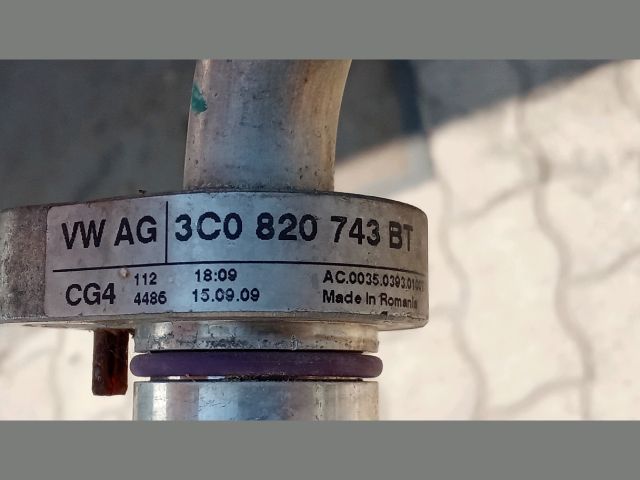 VW AG 3C0 820 743 BT
CG4 112 18:09 AC.0035.0393.01
4486 15.09.09 Made in Romania